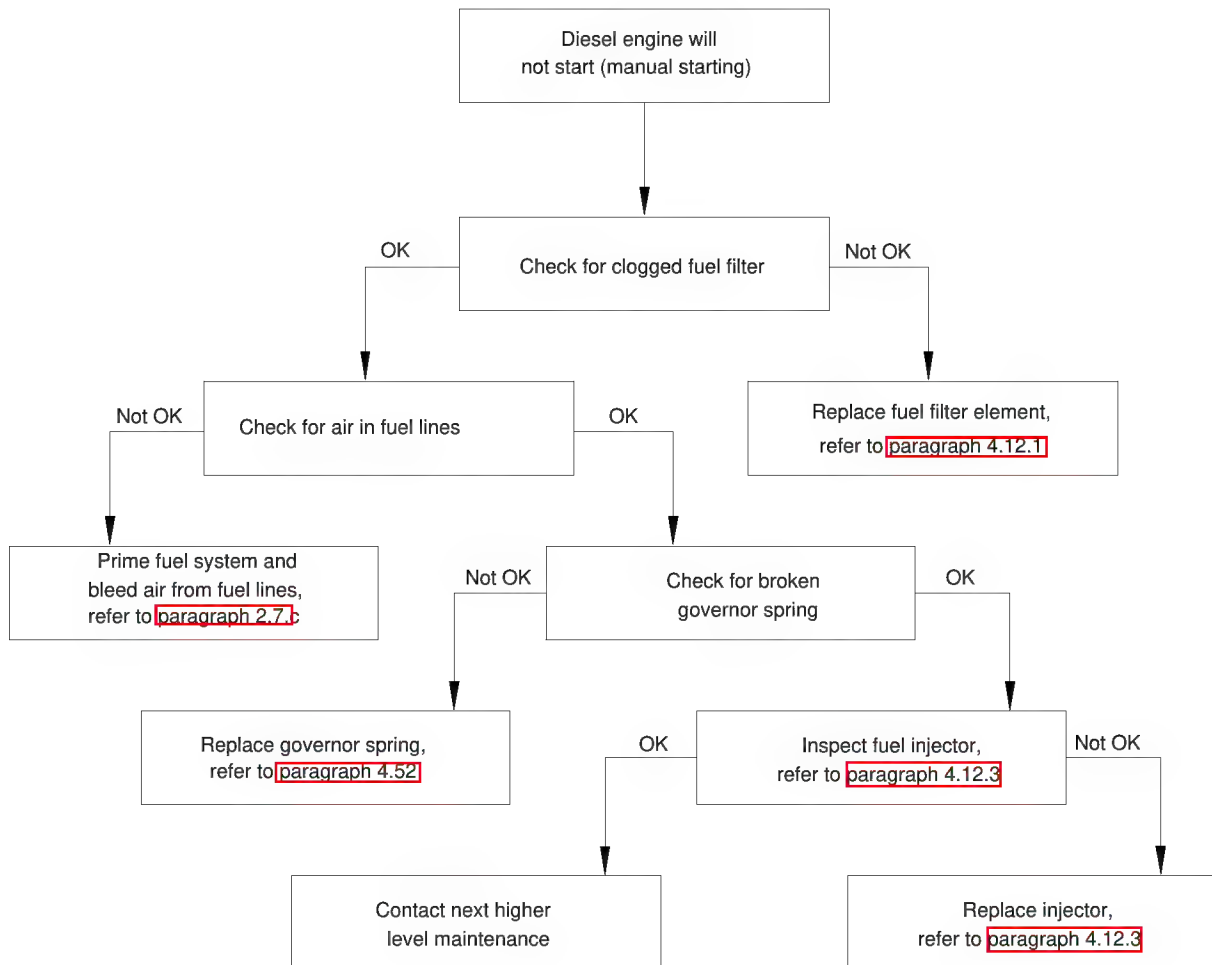 Diesel engine will
not start (manual starting)
OK
Check for clogged fuel filter
Not OK
Not OK
Check for air in fuel lines
OK
Replace fuel filter element,
refer to paragraph 4.12.1
Prime fuel system and
bleed air from fuel lines,
refer to paragraph 2.7.c
Not OK
Check for broken
governor spring
OK
Replace governor spring,
refer to paragraph 4.52
OK
Inspect fuel injector,
refer to paragraph 4.12.3
Not OK
Contact next higher
level maintenance
Replace injector,
refer to paragraph 4.12.3